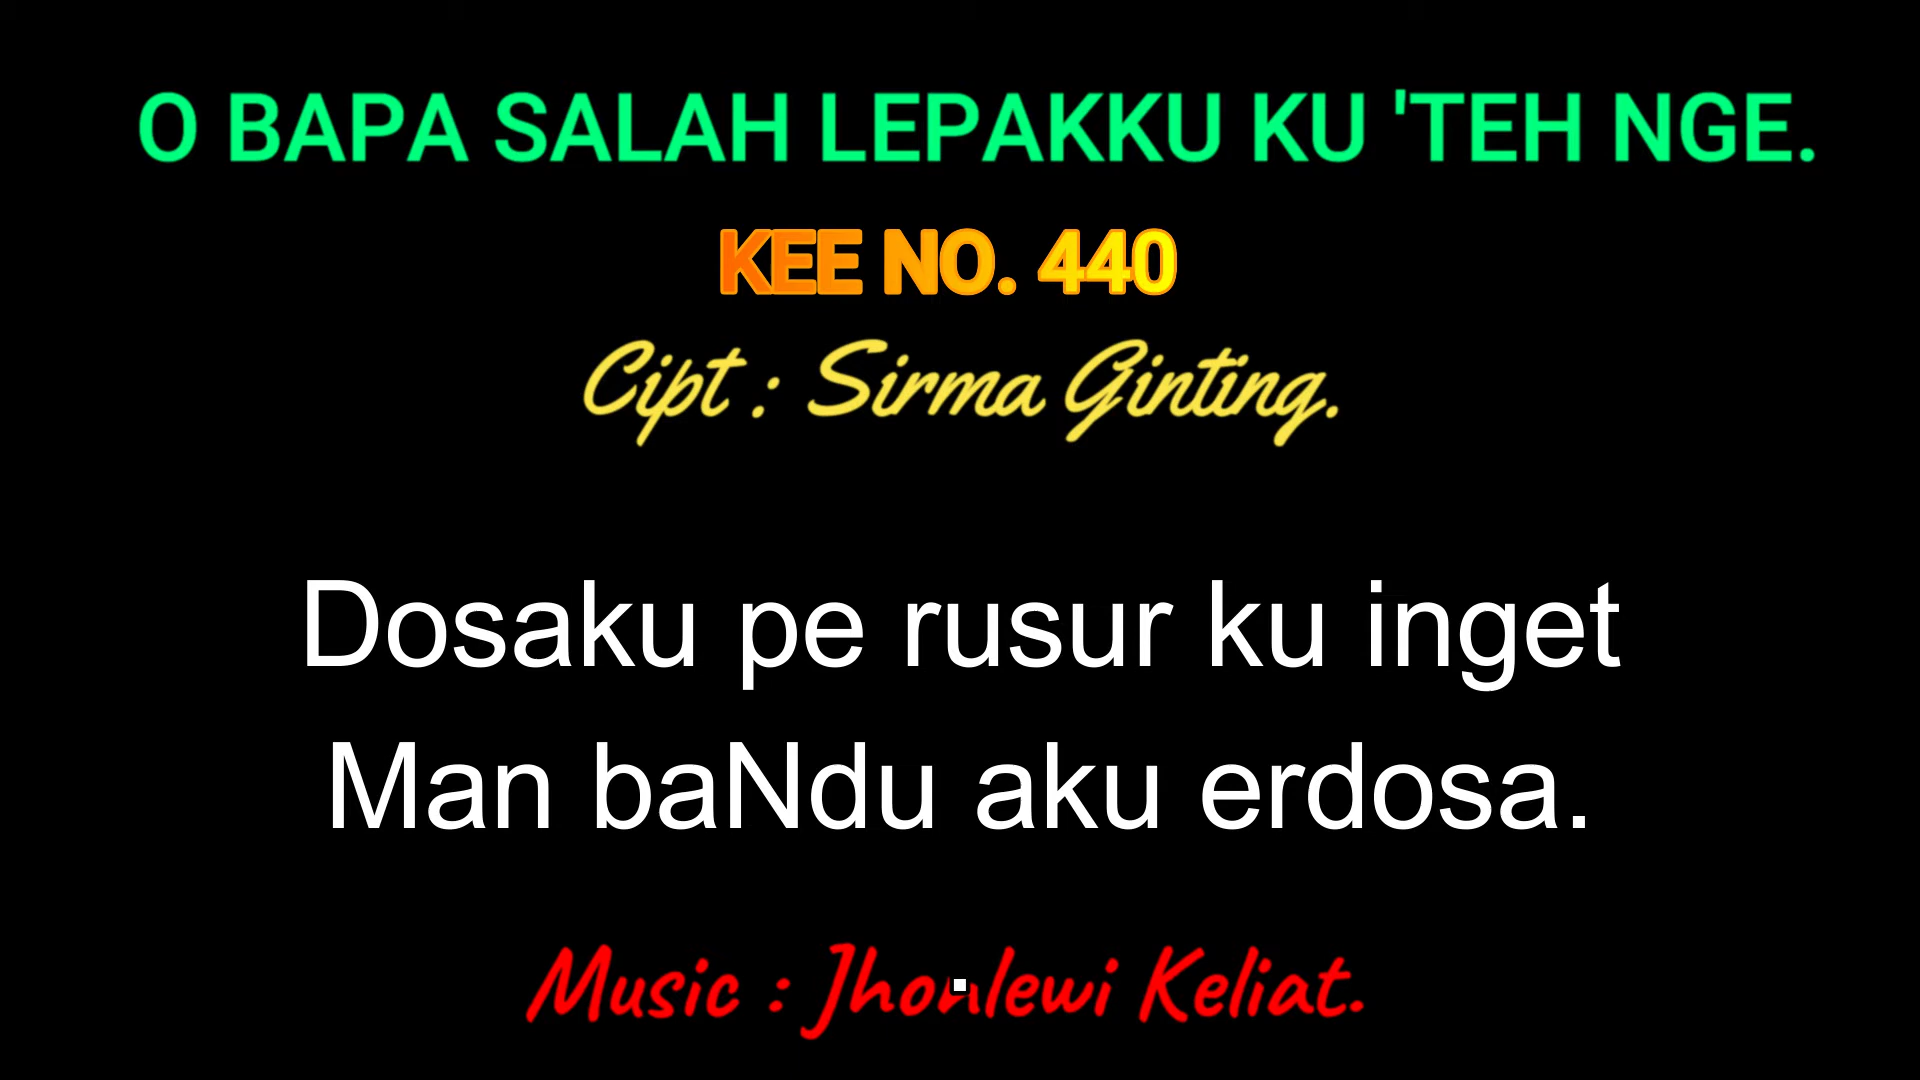 O BAPA SALAH LEPAKKU KU 'TEH NGE.
KEE NO. 440
Cipt : Sirma Ginting.
Dosaku pe rusur ku inget
Man baNdu aku erdosa.
Music : Jhonlewi Keliat.